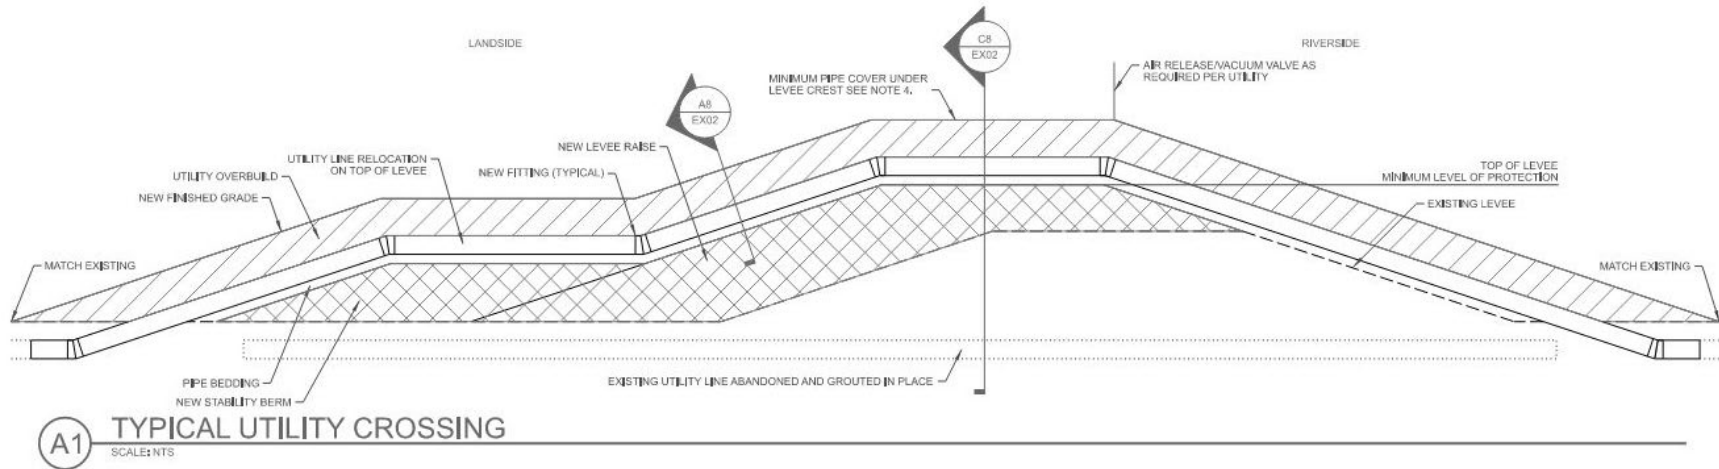 LANDSIDE
C8
EX02
RIVERSIDE
AIR RELEASE/VACUUM VALVE AS
REQUIRED PER UTILITY
MINIMUM PIPE COVER UNDER
LEVEE CREST SEE NOTE 4.
A8
EX02
NEW LEVEE RAISE
UTILITY LINE RELOCATION
ON TOP OF LEVEE
NEW FITTING (TYPICAL)
UTILITY OVERBUILD
NEW FINISHED GRADE
TOP OF LEVEE
MINIMUM LEVEL OF PROTECTION
EXISTING LEVEE
MATCH EXISTING
MATCH EXISTING
PIPE BEDDING
NEW STABILITY BERM
EXISTING UTILITY LINE ABANDONED AND GROUTED IN PLACE
A1
TYPICAL UTILITY CROSSING
SCALE: NTS